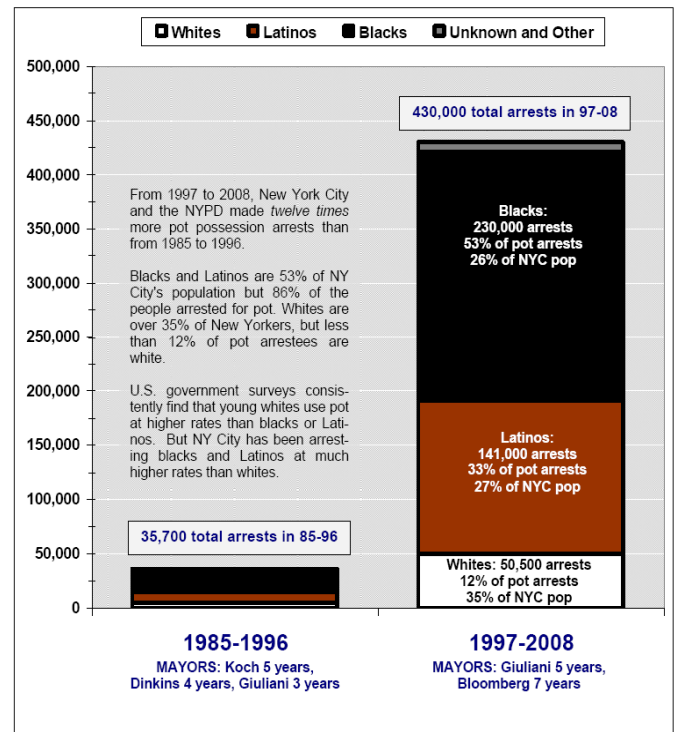 Whites Latinos Blacks Unknown and Other
500,000
450,000
400,000
350,000
300,000
250,000
200,000
150,000
100,000
50,000
0
430,000 total arrests in 97-08
From 1997 to 2008, New York City
and the NYPD made twelve times
more pot possession arrests than
from 1985 to 1996.
Blacks and Latinos are 53% of NY
City's population but 86% of the
people arrested for pot. Whites are
over 35% of New Yorkers, but less
than 12% of pot arrestees are
white.
U.S. government surveys consis-
tently find that young whites use pot
at higher rates than blacks or Lati-
nos. But NY City has been arrest-
ing blacks and Latinos at much
higher rates than whites.
35,700 total arrests in 85-96
Blacks:
230,000 arrests
53% of pot arrests
26% of NYC pop
Latinos:
141,000 arrests
33% of pot arrests
27% of NYC pop
Whites: 50,500 arrests
12% of pot arrests
35% of NYC pop
1985-1996
MAYORS: Koch 5 years,
Dinkins 4 years, Giuliani 3 years
1997-2008
MAYORS: Giuliani 5 years,
Bloomberg 7 years